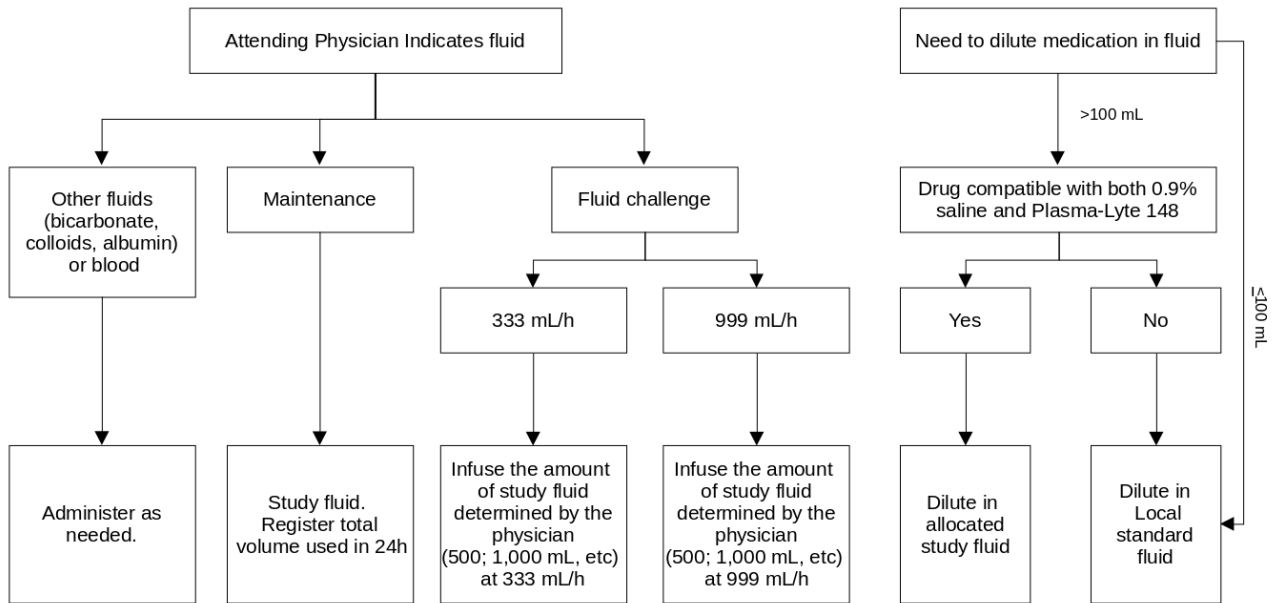 Attending Physician Indicates fluid
Need to dilute medication in fluid
>100 mL
Other fluids
(bicarbonate,
colloids, albumin)
or blood
Maintenance
Fluid challenge
Drug compatible with both 0.9%
saline and Plasma-Lyte 148
≤100 mL
333 mL/h
999 mL/h
Yes
No
Administer as
needed.
Study fluid.
Register total
volume used in 24h
Infuse the amount
of study fluid
determined by the
physician
(500; 1,000 mL, etc)
at 333 mL/h
Infuse the amount
of study fluid
determined by the
physician
(500; 1,000 mL, etc)
at 999 mL/h
Dilute in
allocated
study fluid
Dilute in
Local
standard
fluid